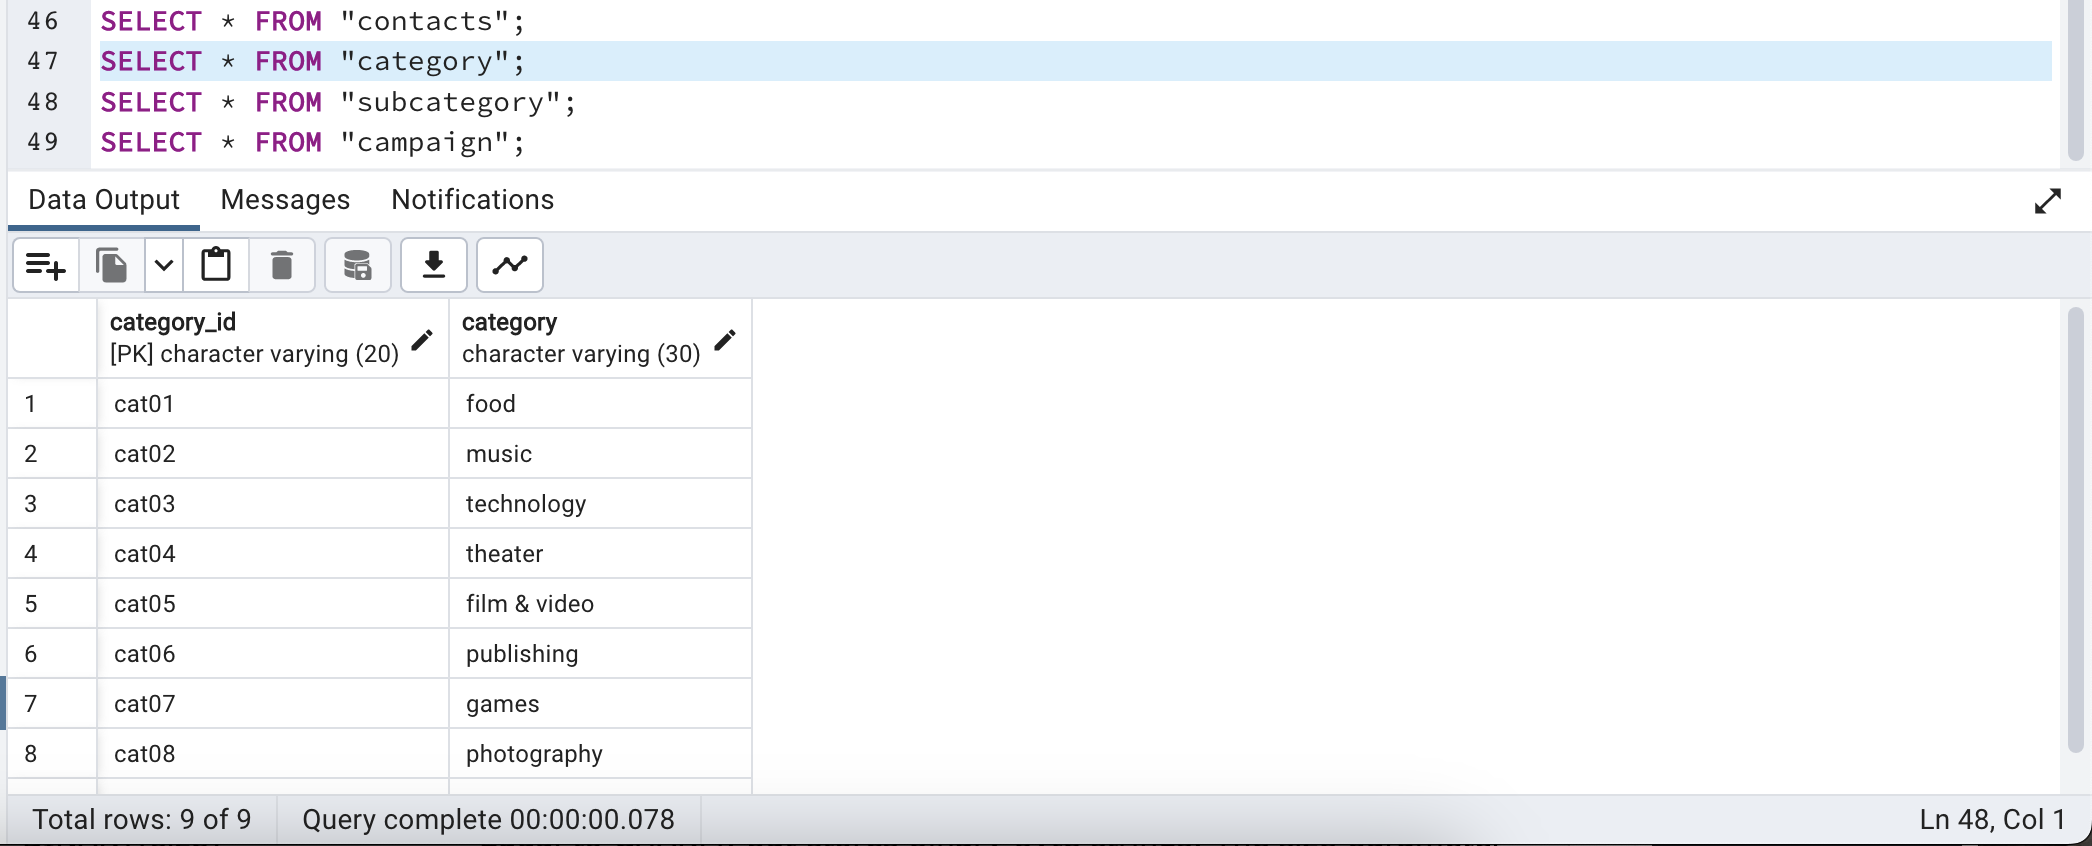 46 SELECT * FROM "contacts";
47 SELECT * FROM "category";
48 SELECT * FROM "subcategory";
49 SELECT * FROM "campaign";
Data Output Messages Notifications
category_id category
[PK] character varying (20) character varying (30)
1 cat01 food
2 cat02 music
3 cat03 technology
4 cat04 theater
5 cat05 film & video
6 cat06 publishing
7 cat07 games
8 cat08 photography
Total rows: 9 of 9 Query complete 00:00:00.078 Ln 48, Col 1